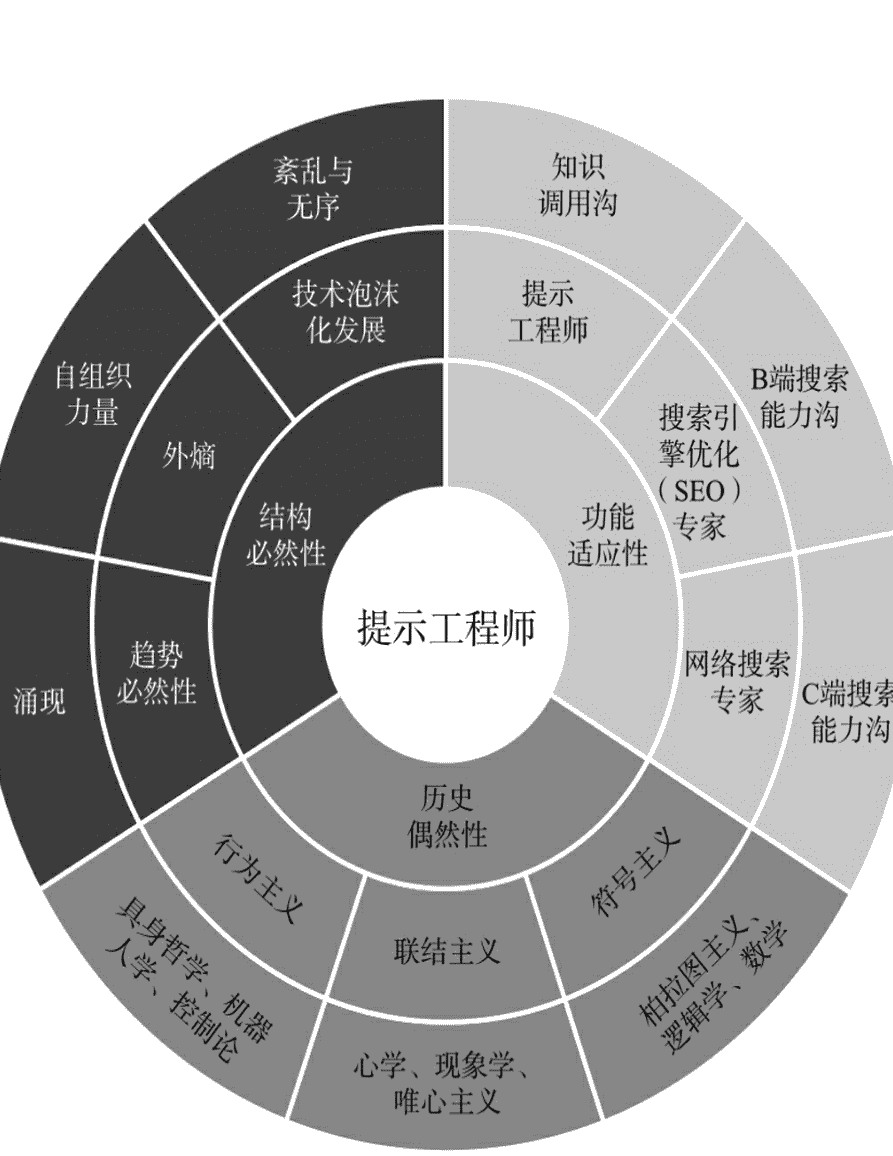 紊乱与
无序
知识
调用沟
技术泡沫
化发展
提示
工程师
自组织
力量
B端搜索
能力沟
外熵
搜索引
擎优化
（SEO）
专家
结构
必然性
功能
适应性
提示工程师
趋势
必然性
涌现
网络搜索
专家
C端搜索
能力沟
历史
偶然性
行为主义
联结主义
符号主义
具身哲学、机器
人学、控制论
心学、现象学、
唯心主义
柏拉图主义、
逻辑学、数学